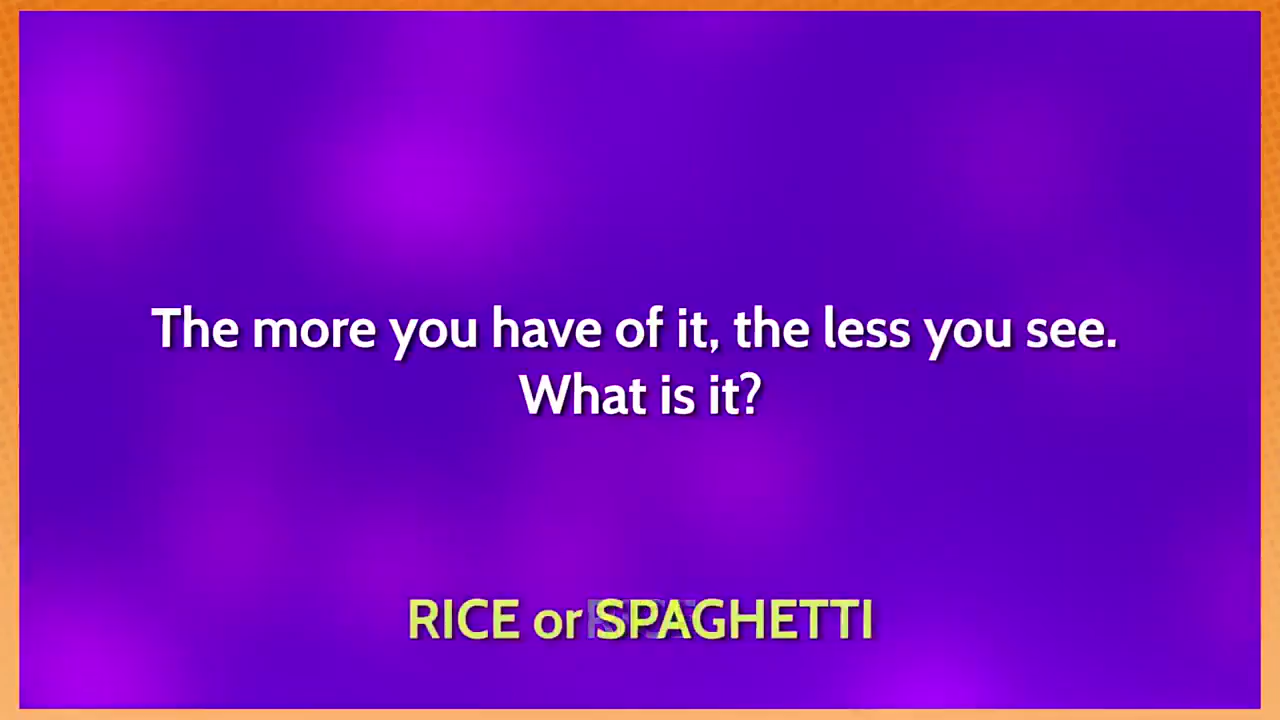 The more you have of it, the less you see.
What is it?
RICE or SPAGHETTI